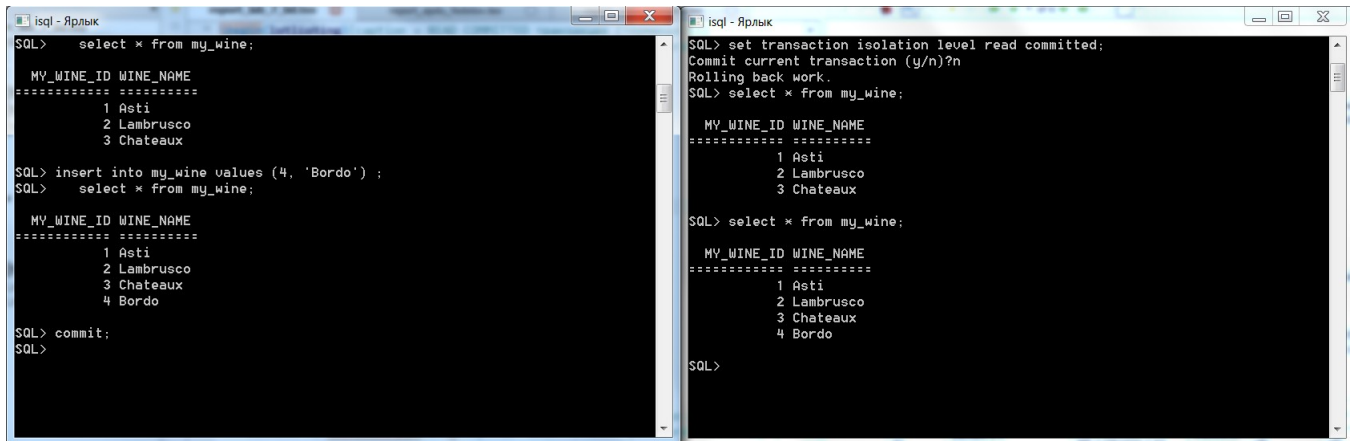 isql - Ярлык
SQL>    select * from my_wine;
MY_WINE_ID WINE_NAME
============ ==========
1 Asti
2 Lambrusco
3 Chateaux
SQL> insert into my_wine values (4, 'Bordo') ;
SQL>    select * from my_wine;
MY_WINE_ID WINE_NAME
============ ==========
1 Asti
2 Lambrusco
3 Chateaux
4 Bordo
SQL> commit;
SQL>
isql - Ярлык
SQL> set transaction isolation level read committed;
Commit current transaction (y/n)?n
Rolling back work.
SQL> select * from my_wine;
MY_WINE_ID WINE_NAME
============ ==========
1 Asti
2 Lambrusco
3 Chateaux
SQL> select * from my_wine;
MY_WINE_ID WINE_NAME
============ ==========
1 Asti
2 Lambrusco
3 Chateaux
4 Bordo
SQL>